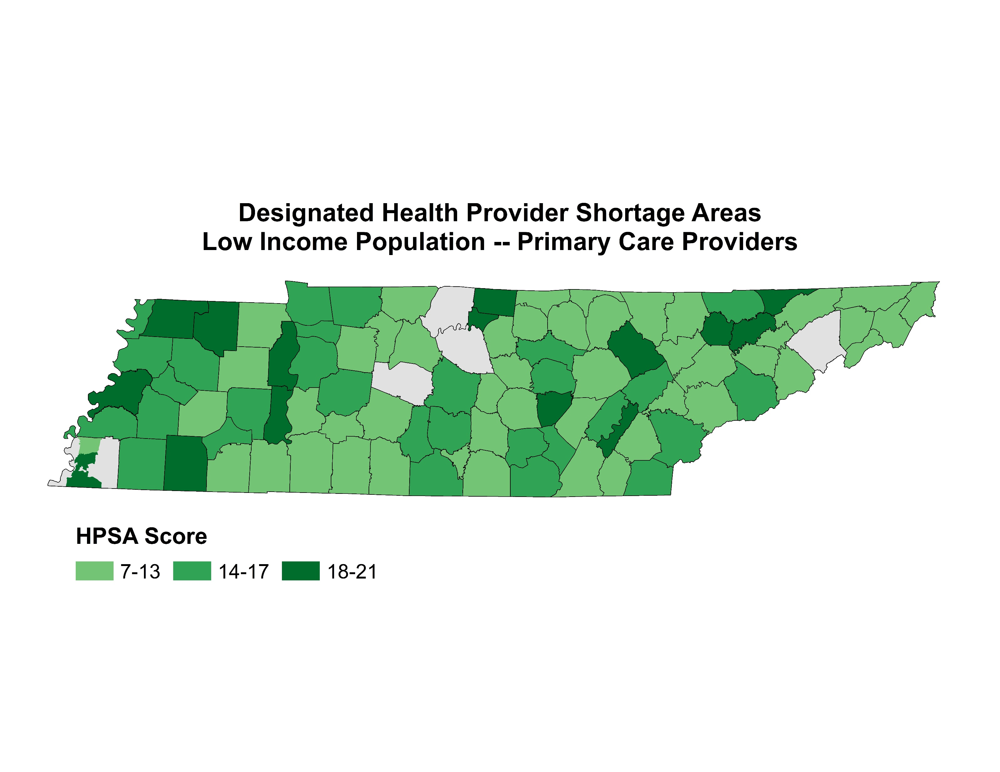 Designated Health Provider Shortage Areas
Low Income Population -- Primary Care Providers
HPSA Score
7-13 14-17 18-21